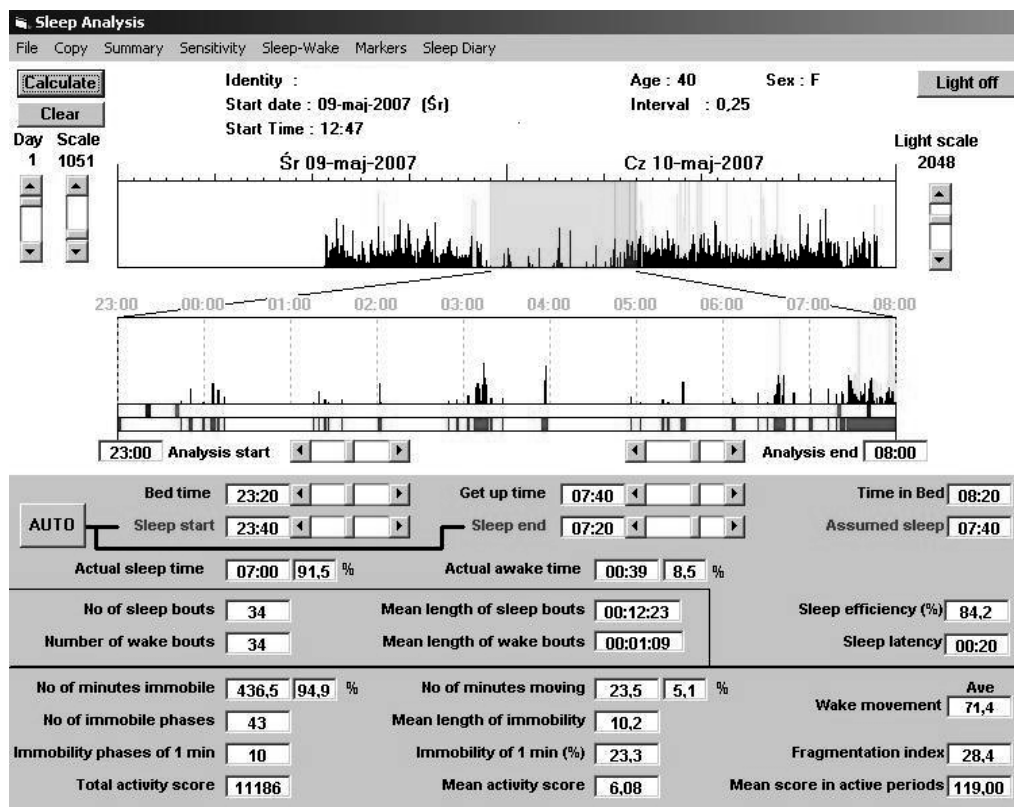 Sleep Analysis
File Copy Summary Sensitivity Sleep-Wake Markers Sleep Diary
Calculate Identity : Age : 40 Sex : F Light off
Clear Start date : 09-maj-2007 (Śr) Interval : 0,25
Start Time : 12:47
Day Scale Light scale
1 1051 Śr 09-maj-2007 Cz 10-maj-2007 2048
23:00 00:00 01:00 02:00 03:00 04:00 05:00 06:00 07:00 08:00
23:00 Analysis start Analysis end 08:00
Bed time 23:20 Get up time 07:40 Time in Bed 08:20
AUTO Sleep start 23:40 Sleep end 07:20 Assumed sleep 07:40
Actual sleep time 07:00 91,5 % Actual awake time 00:39 8,5 %
No of sleep bouts 34 Mean length of sleep bouts 00:12:23 Sleep efficiency (%) 84,2
Number of wake bouts 34 Mean length of wake bouts 00:01:09 Sleep latency 00:20
No of minutes immobile 436,5 94,9 % No of minutes moving 23,5 5,1 % Ave
Wake movement 71,4
No of immobile phases 43 Mean length of immobility 10,2
Immobility phases of 1 min 10 Immobility of 1 min (%) 23,3 Fragmentation index 28,4
Total activity score 11186 Mean activity score 6,08 Mean score in active periods 119,00